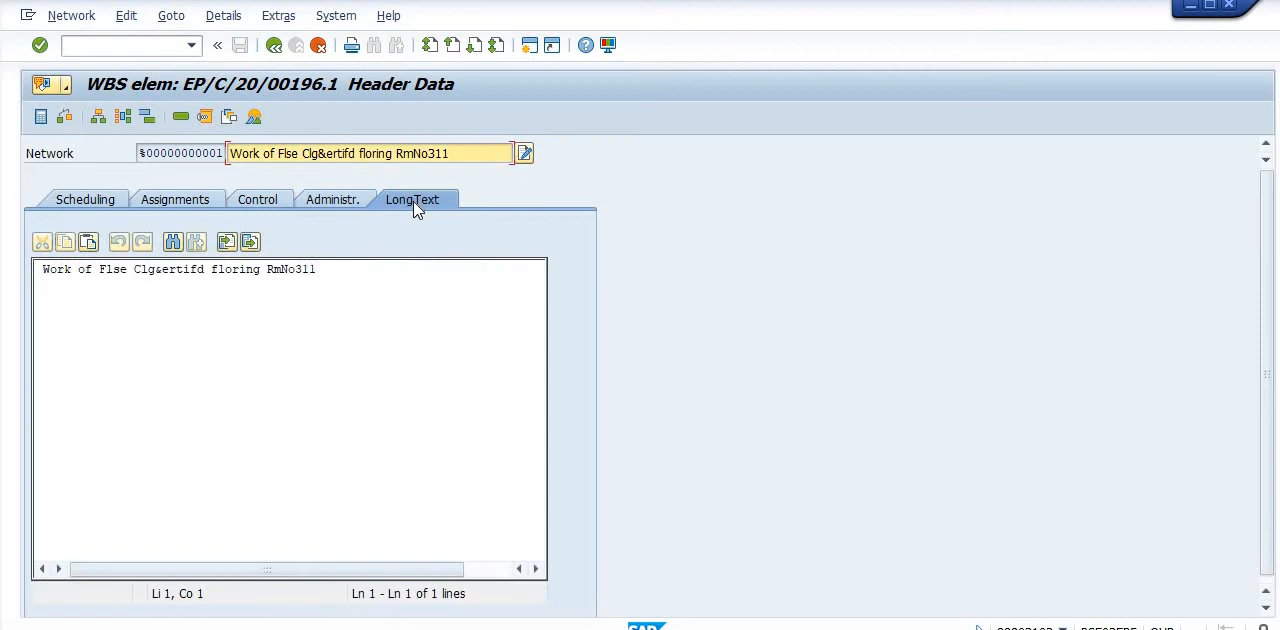 Network Edit Goto Details Extras System Help
WBS elem: EP/C/20/00196.1 Header Data
Network %00000000001 Work of Flse Clg&ertifd floring RmNo311
Scheduling Assignments Control Administr. Long Text
Work of Flse Clg&ertifd floring RmNo311
Li 1, Co 1 Ln 1 - Ln 1 of 1 lines
SAP